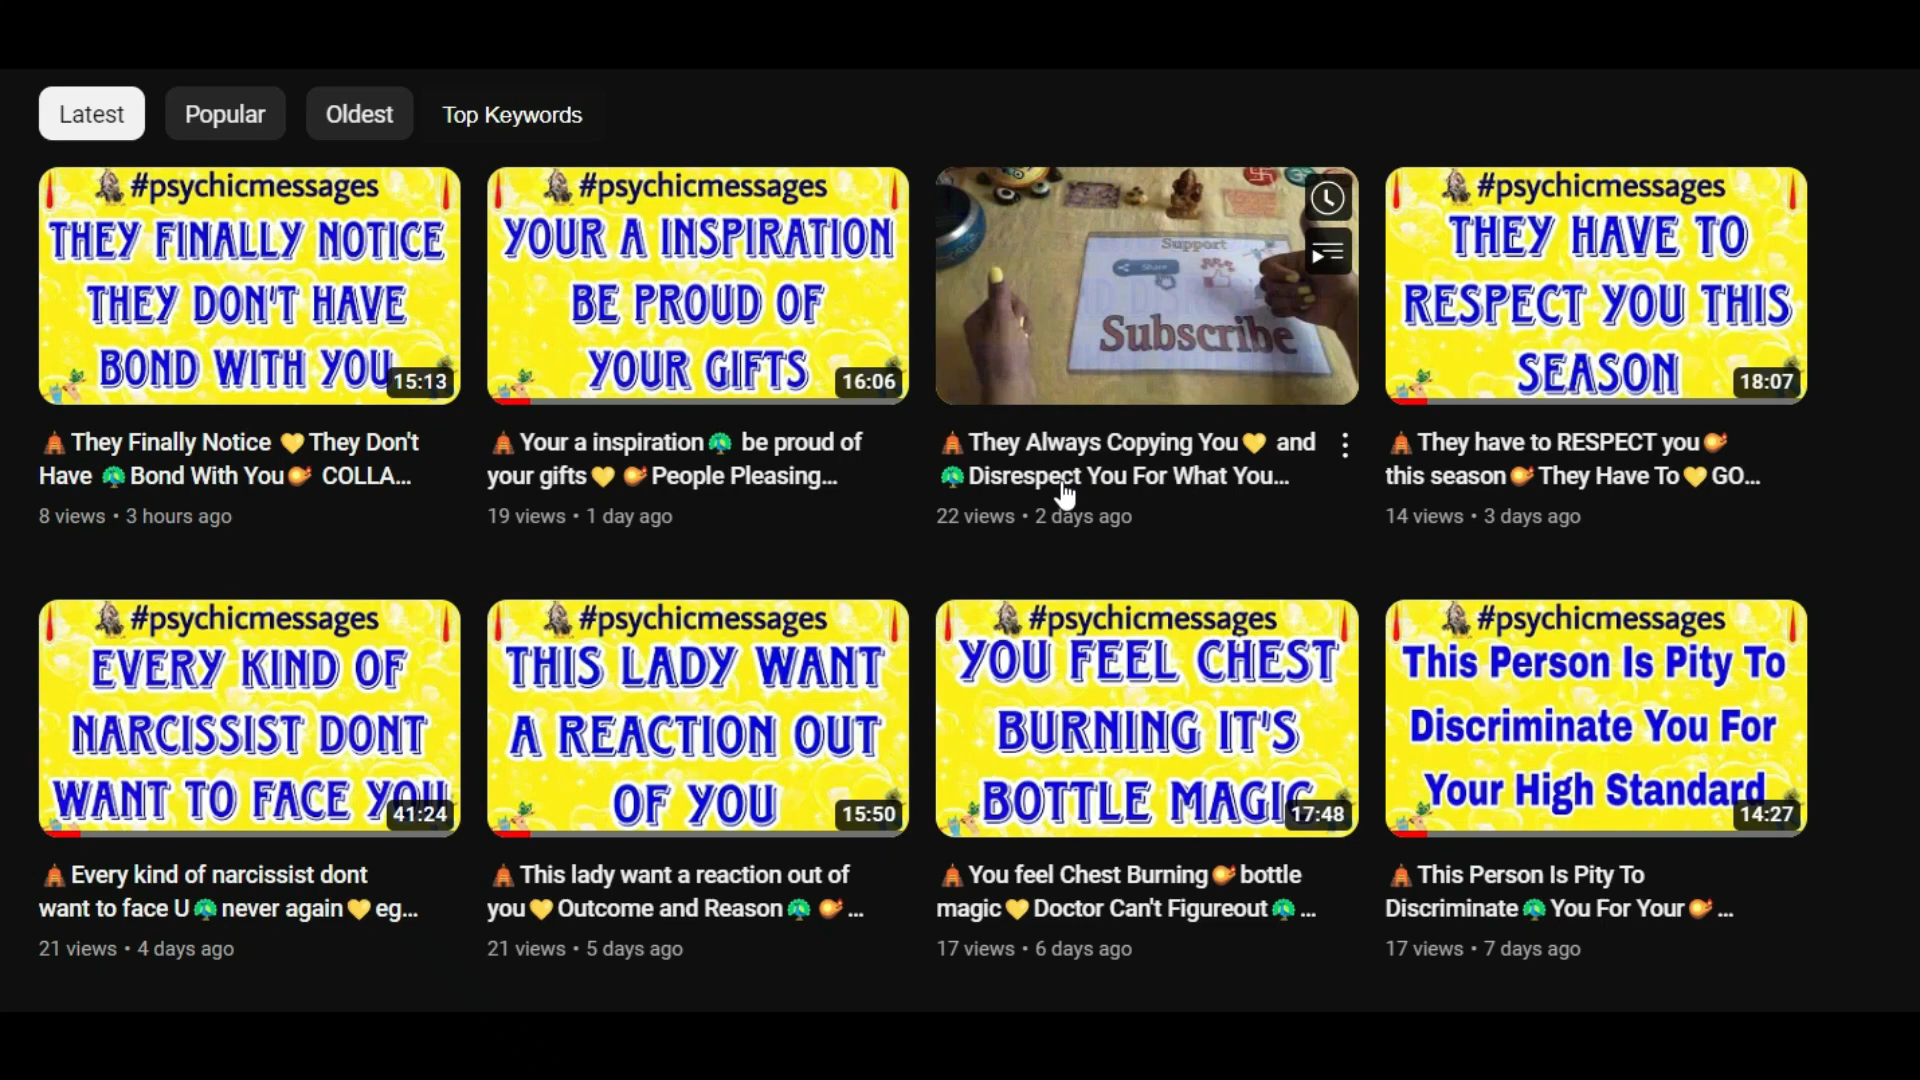 Latest Popular Oldest Top Keywords
#psychicmessages
THEY FINALLY NOTICE
THEY DON'T HAVE
BOND WITH YOU
15:13
#psychicmessages
YOUR A INSPIRATION
BE PROUD OF
YOUR GIFTS
16:06
Support
Share
Subscribe
#psychicmessages
THEY HAVE TO
RESPECT YOU THIS
SEASON
18:07
🛕They Finally Notice 💛They Don't
Have 🦚Bond With You🪔 COLLA...
8 views • 3 hours ago
🛕Your a inspiration🦚 be proud of
your gifts💛 🪔People Pleasing...
19 views • 1 day ago
🛕They Always Copying You💛 and
🦚Disrespect You For What You...
22 views • 2 days ago
🛕They have to RESPECT you🪔
this season🪔They Have To💛GO...
14 views • 3 days ago
#psychicmessages
EVERY KIND OF
NARCISSIST DONT
WANT TO FACE YOU
41:24
#psychicmessages
THIS LADY WANT
A REACTION OUT
OF YOU
15:50
#psychicmessages
YOU FEEL CHEST
BURNING IT'S
BOTTLE MAGIC
17:48
#psychicmessages
This Person Is Pity To
Discriminate You For
Your High Standard
14:27
🛕Every kind of narcissist dont
want to face U🦚never again💛eg...
21 views • 4 days ago
🛕This lady want a reaction out of
you💛Outcome and Reason🦚 🪔...
21 views • 5 days ago
🛕You feel Chest Burning🪔bottle
magic💛Doctor Can't Figureout🦚...
17 views • 6 days ago
🛕This Person Is Pity To
Discriminate🦚You For Your🪔...
17 views • 7 days ago